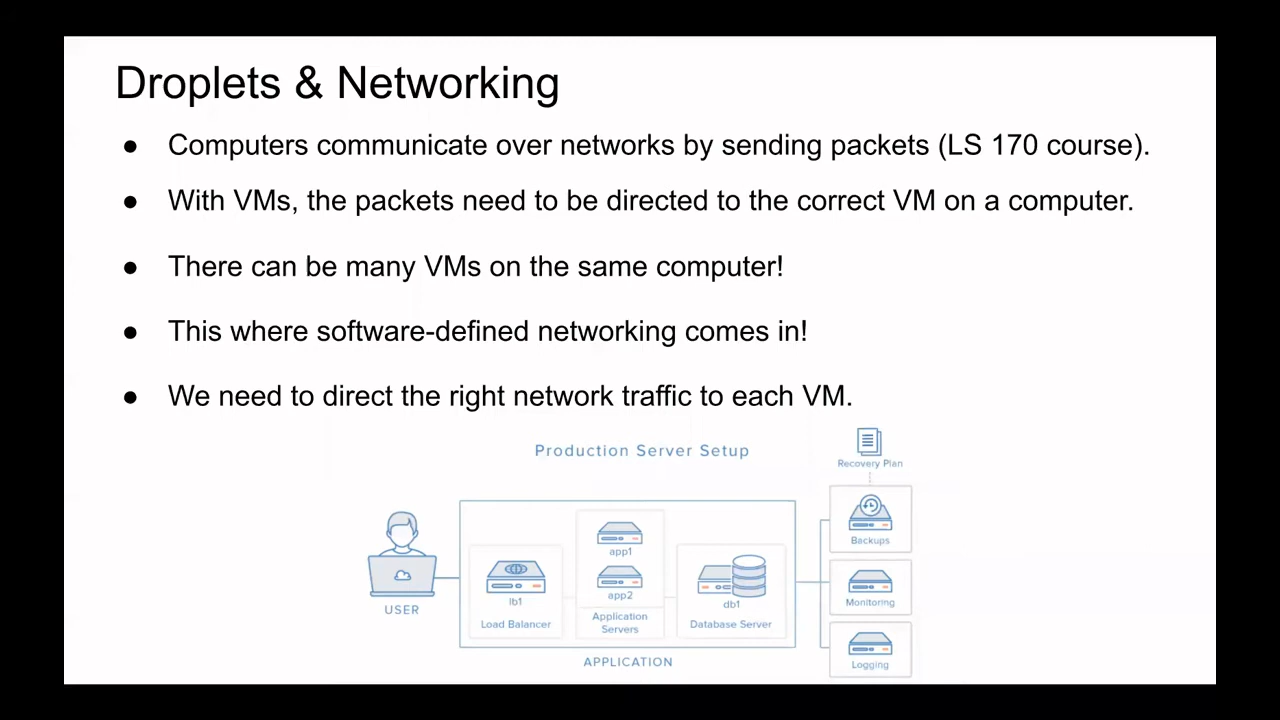 Droplets & Networking
● Computers communicate over networks by sending packets (LS 170 course).
● With VMs, the packets need to be directed to the correct VM on a computer.
● There can be many VMs on the same computer!
● This where software-defined networking comes in!
● We need to direct the right network traffic to each VM.
Production Server Setup
Recovery Plan
USER
lb1
Load Balancer
app1
app2
Application
Servers
db1
Database Server
APPLICATION
Backups
Monitoring
Logging